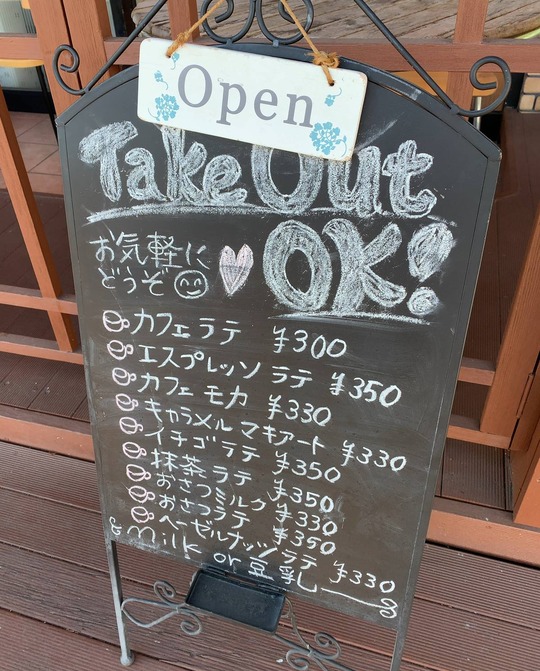 Open
Take Out
お気軽に
どうぞ
OK!
カフェラテ ¥300
エスプレッソ ラテ ¥350
カフェ モカ ¥330
キャラメル マキアート ¥330
イチゴラテ ¥350
抹茶ラテ ¥350
おさつミルク ¥330
おさつラテ ¥350
ヘーゼルナッツラテ ¥330
Milk or 豆乳